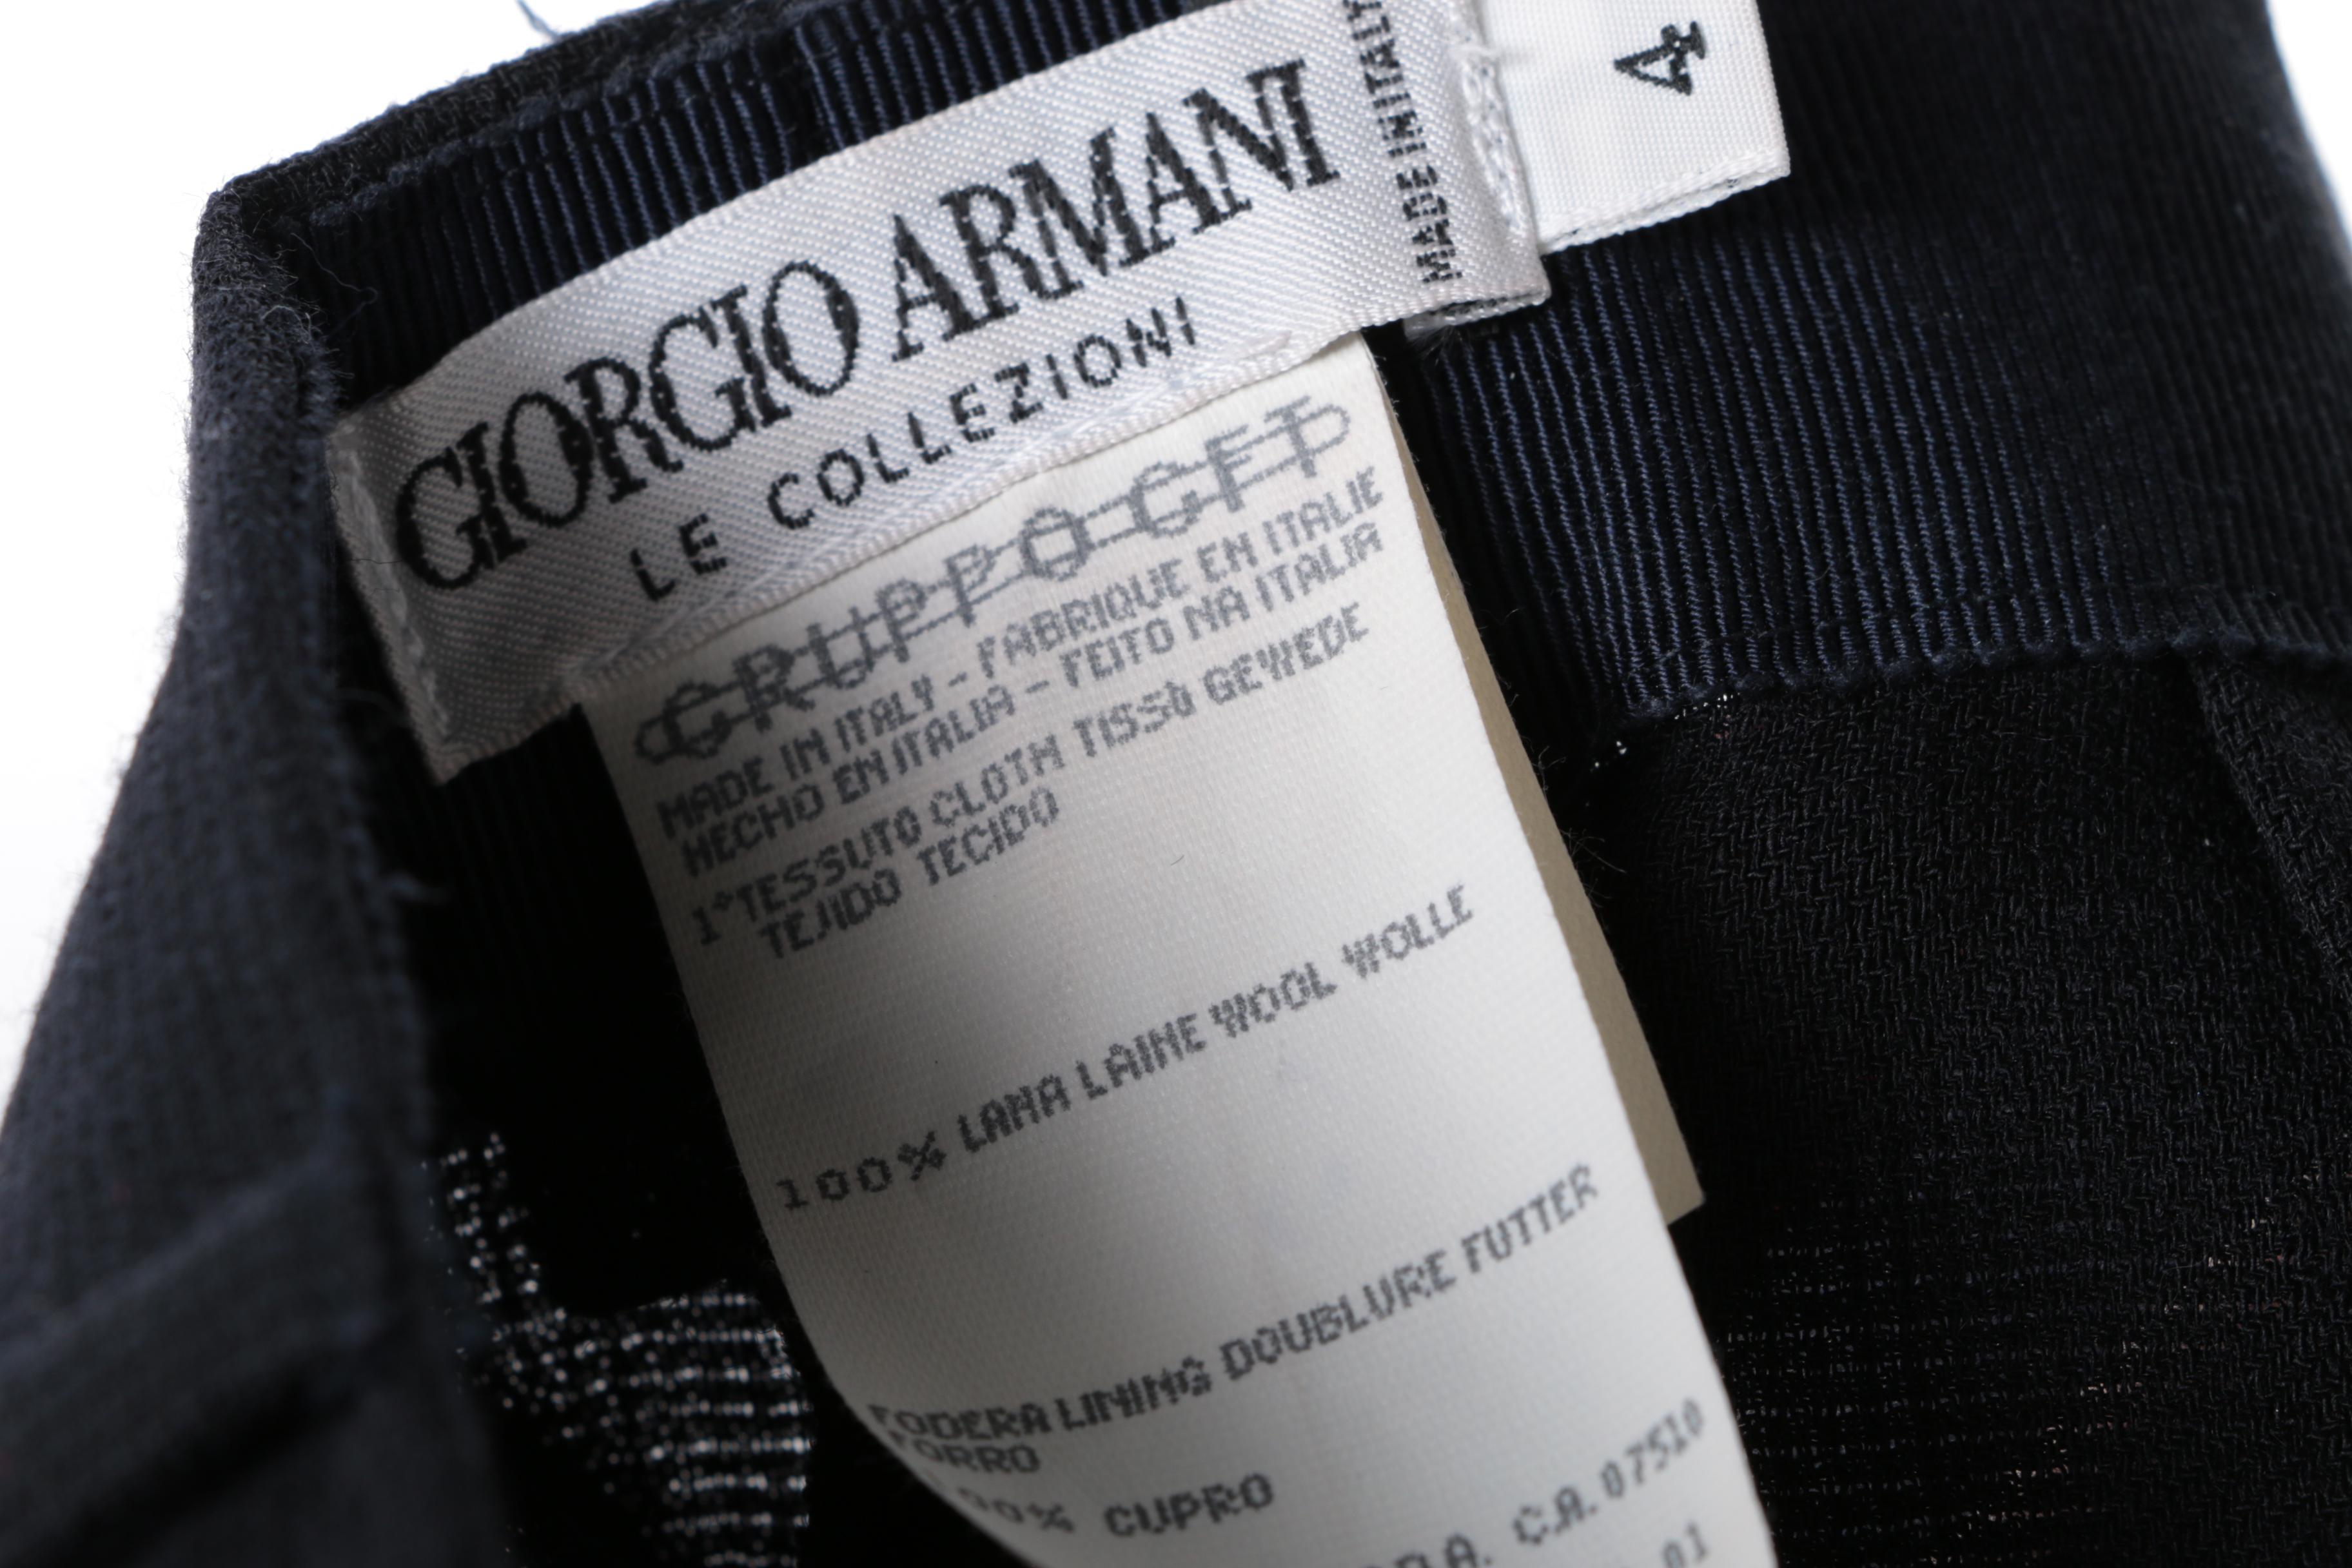 GIORGIO ARMANI
LE COLLEZIONI
MADE IN ITALY
4
GRUPPO GFT
MADE IN ITALY - FABRIQUE EN ITALIE
HECHO EN ITALIA - FEITO NA ITALIA
1°TESSUTO CLOTH TISSÙ GEWEDE
TEJIDO TECIDO
100% LANA LAINE WOOL WOLLE
FODERA LINING DOUBLURE FUTTER
FORRO
CUPRO
C.A. 07510
01